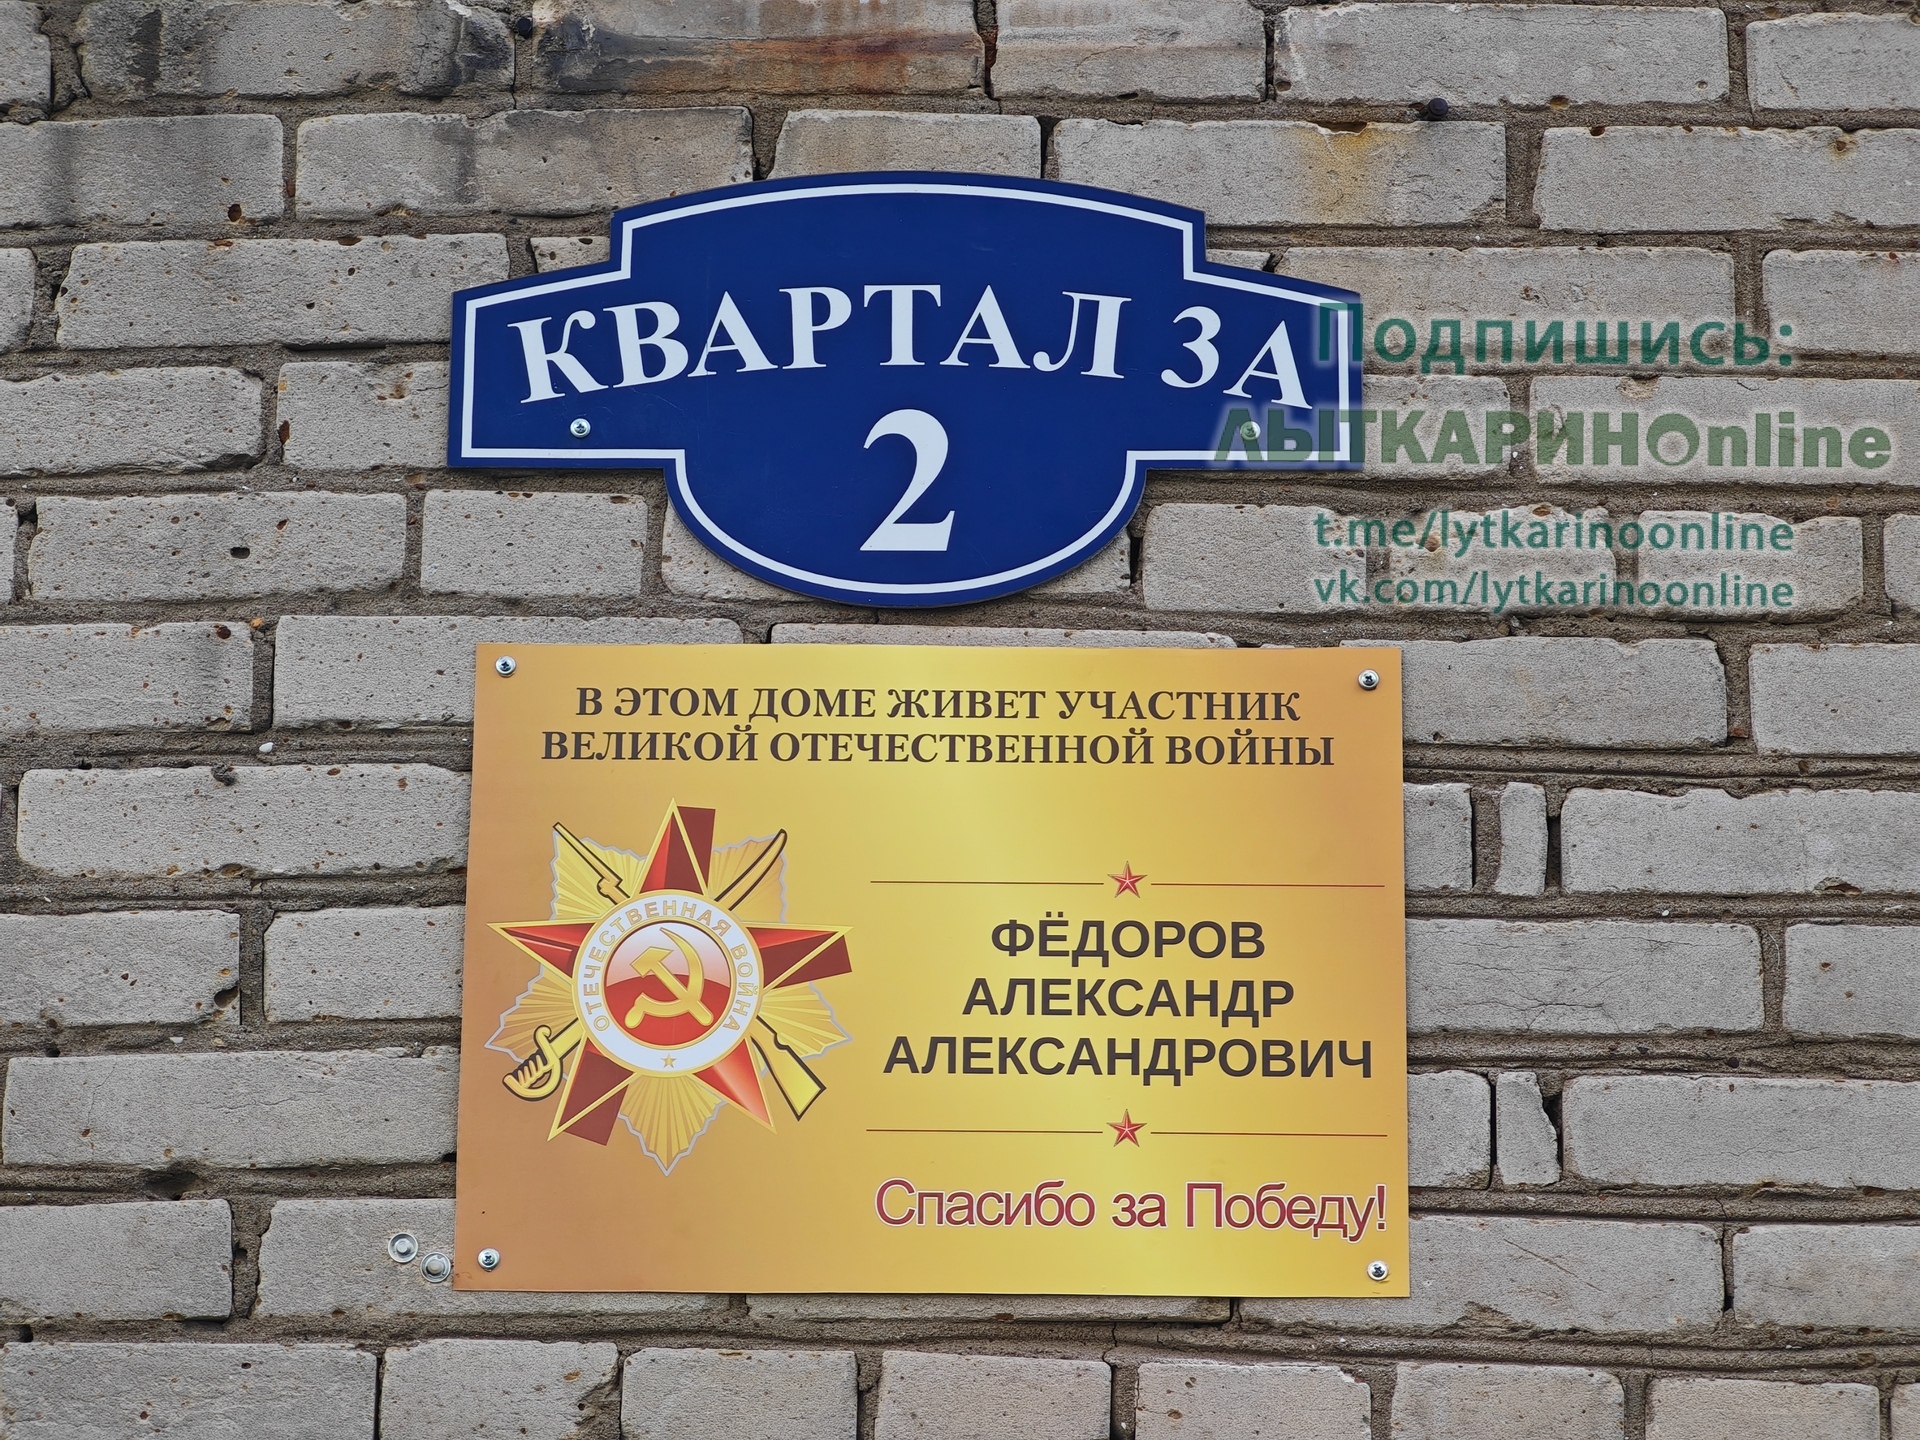 КВАРТАЛ 3А
2
Подпишись:
ЛЫТКАРИНОnline
t.me/lytkarinoonline
vk.com/lytkarinoonline
В ЭТОМ ДОМЕ ЖИВЕТ УЧАСТНИК
ВЕЛИКОЙ ОТЕЧЕСТВЕННОЙ ВОЙНЫ
ОТЕЧЕСТВЕННАЯ ВОЙНА
ФЁДОРОВ
АЛЕКСАНДР
АЛЕКСАНДРОВИЧ
Спасибо за Победу!